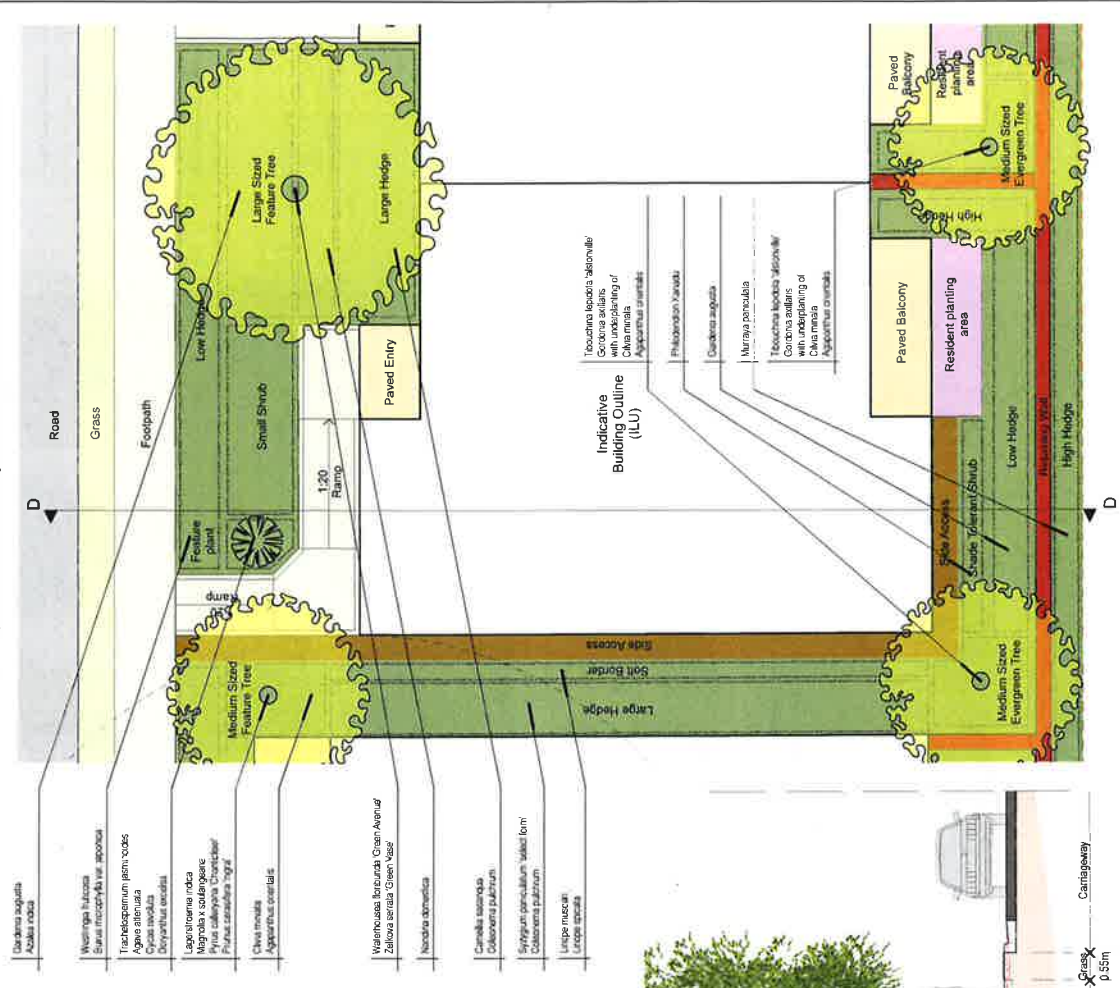 Gardenia augusta
Azalea indica
Westringia fruticosa
Buxus microphylla var. japonica
Trachelospermum jasminoides
Agave attenuata
Cycas revoluta
Doryanthus excelsa
Lagerstroemia indica
Magnolia x soulangeane
Pyrus calleryana 'Chanticleer'
Prunus cerasifera 'nigra'
Clivia miniata
Agapanthus orientalis
Waterhousea floribunda 'Green Avenue'
Zelkova serrata 'Green Vase'
Nandina domestica
Camellia sasanqua
Coleonema pulchrum
Syzygium paniculatum 'select form'
Coleonema pulchrum
Liriope muscari
Liriope spicata
D
Road
Grass
Footpath
Low Hedge
Feature
plant
Small Shrub
Large Sized
Feature Tree
Large Hedge
Paved Entry
1:20
Ramp
1:20
Ramp
Medium Sized
Feature Tree
Side Access
Soft Border
Large Hedge
Indicative
Building Outline
(ILU)
Tibouchina lepidota 'alstonville'
Gordonia axillaris
with underplanting of
Clivia miniata
Agapanthus orientalis
Philodendron Xanadu
Gardenia augusta
Murraya paniculata
Tibouchina lepidota 'alstonville'
Gordonia axillaris
with underplanting of
Clivia miniata
Agapanthus orientalis
Paved
Balcony
Resident
planting
area
Medium Sized
Evergreen Tree
High Hedge
Paved Balcony
Resident planting
area
Side Access
Shade Tolerant Shrub
Low Hedge
Retaining Wall
High Hedge
Medium Sized
Evergreen Tree
D
Grass
0.55m
Carriageway